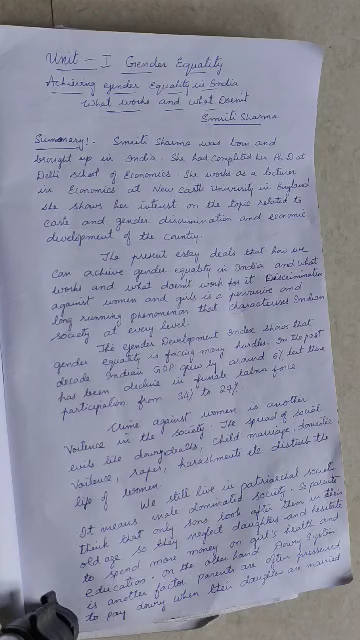 Unit - I Gender Equality
Achieving gender Equality in India
What works and what Doesn't
Smriti Sharma
Summary:- Smriti Sharma was born and
brought up in India. She has completed her Ph.D at
Delhi school of Economics. She works as a lecturer
in Economics at New Castle University in England
She shows her interest on the topic related to
caste and gender discrimination and economic
development of the country.
The present essay deals that how we
can achieve gender equality in India and what
works and what doesn't work for it. Discrimination
against women and girls is a pervasive and
long running phenomenon that characterises Indian
society at every level.
The Gender Development Index shows that
gender equality is facing many hurdles. In the past
decade Indian GDP grew by around 6% but there
has been decline in female labour force
participation from 34% to 27%
Crime against women is another
Voilence in the society. The spread of social
evils like dowry deaths, child marriage, domestic
Voilence, rapes, harashments etc disturb the
life of women.
We still live in patriarchal society
It means male dominated society. So parents
think that only sons look after them in their
old age so they neglect daughters and hesitate
to spend more money on girl's health and
education. On the other hand Dowry System
is another factor parents are often pressurised
to pay dowry when their daughter are married